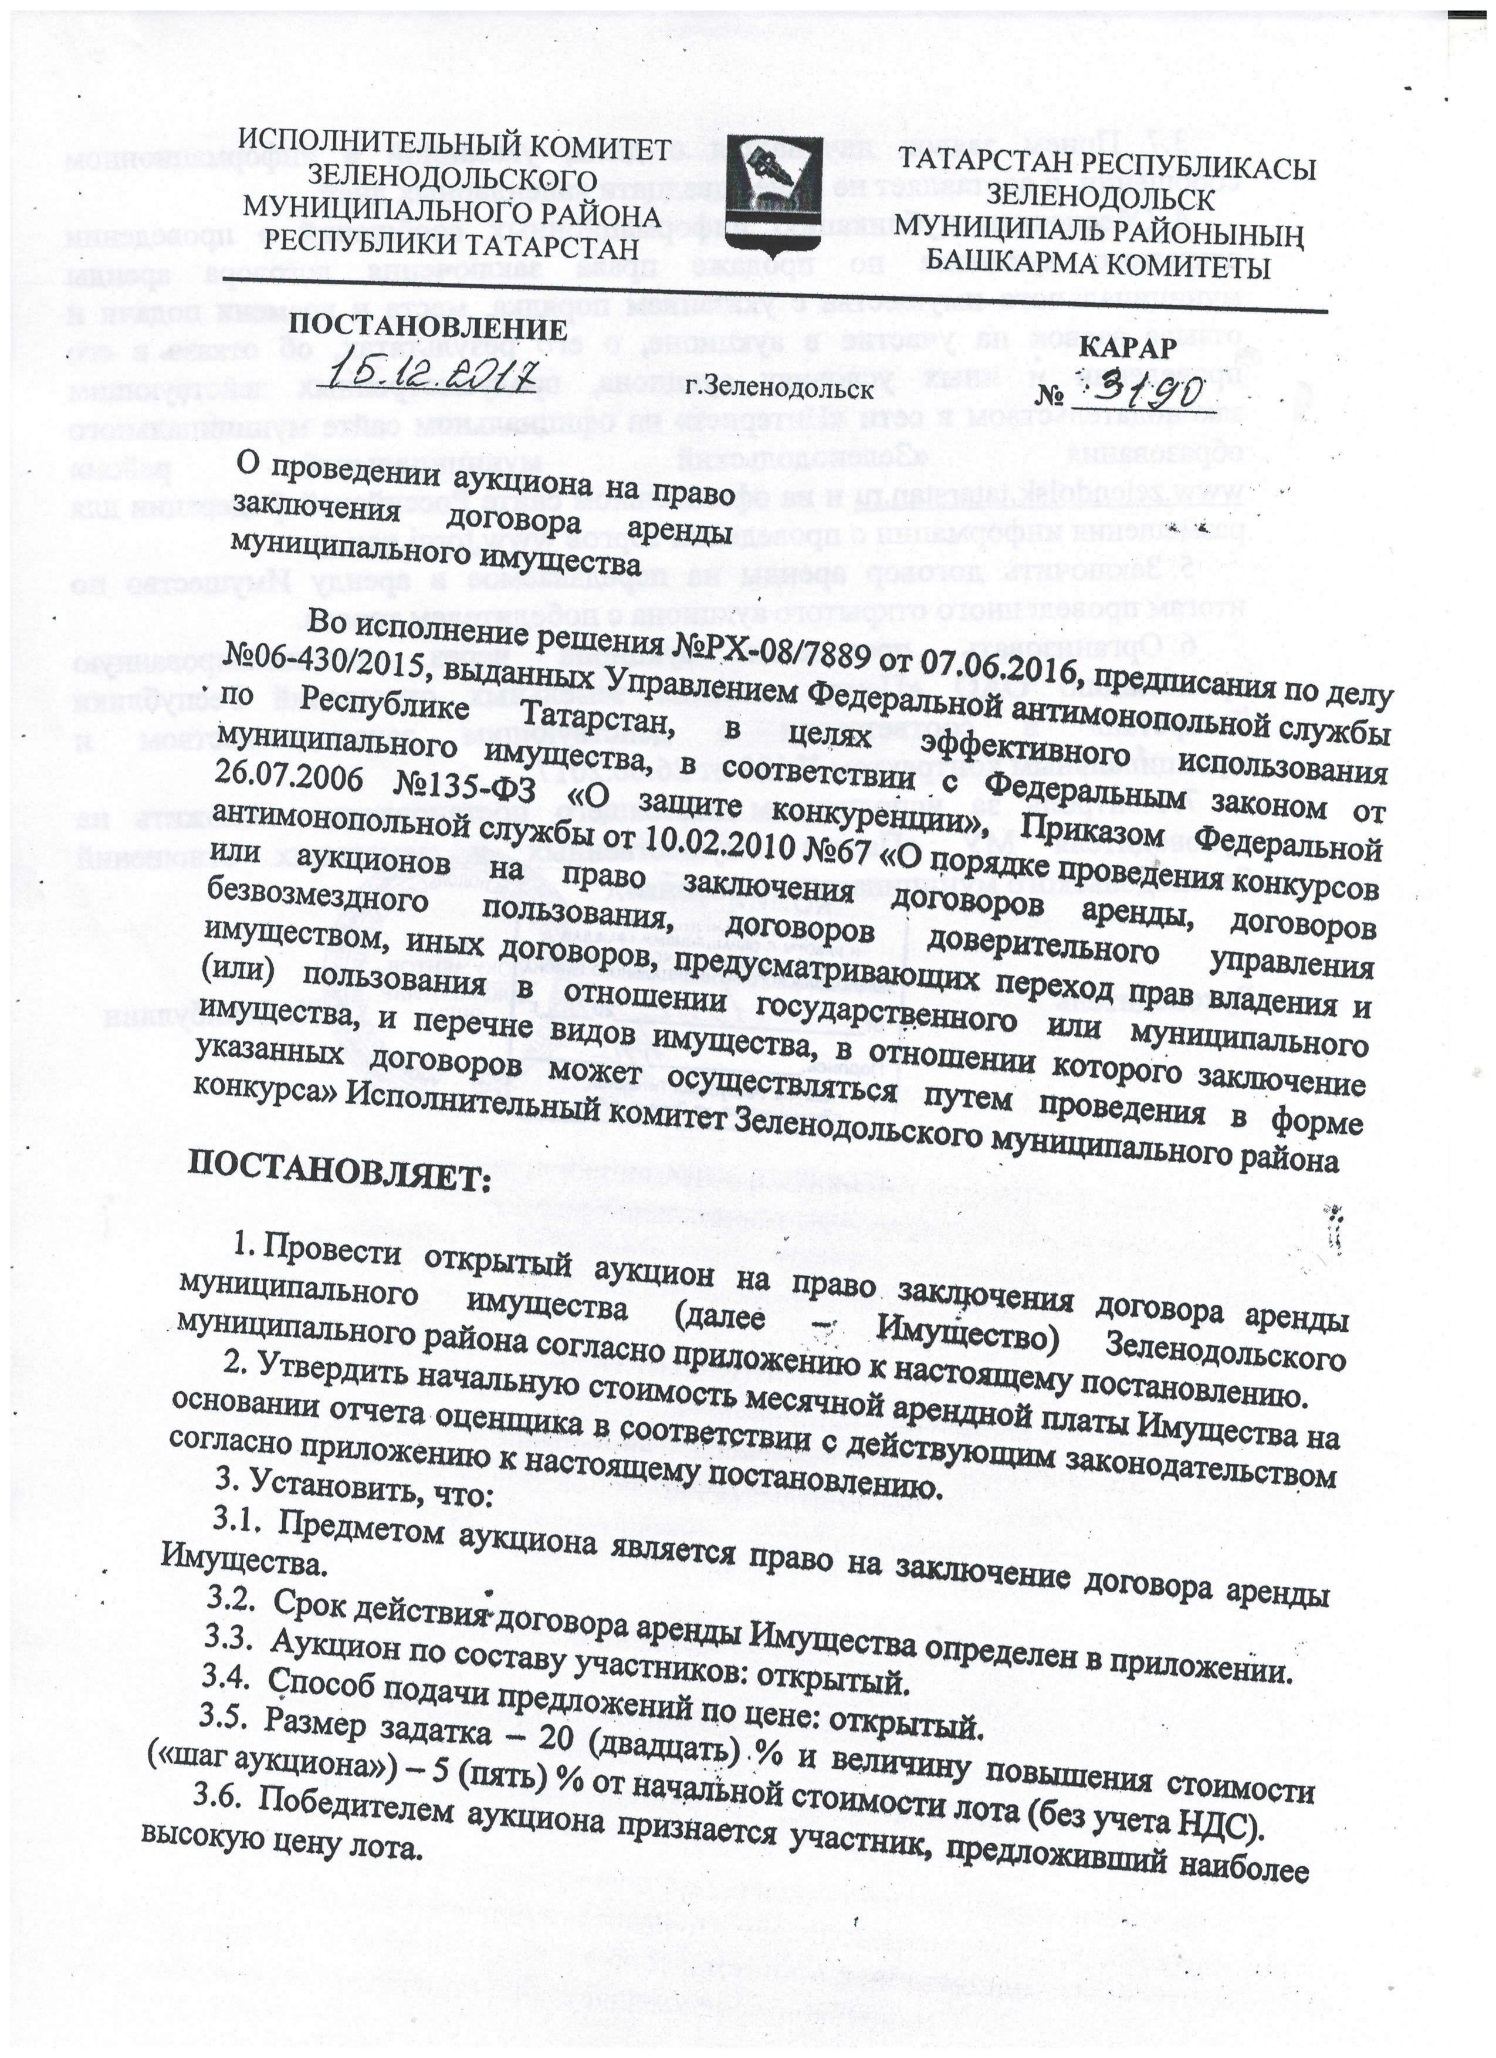 ИСПОЛНИТЕЛЬНЫЙ КОМИТЕТ
ЗЕЛЕНОДОЛЬСКОГО
МУНИЦИПАЛЬНОГО РАЙОНА
РЕСПУБЛИКИ ТАТАРСТАН
ТАТАРСТАН РЕСПУБЛИКАСЫ
ЗЕЛЕНОДОЛЬСК
МУНИЦИПАЛЬ РАЙОНЫНЫҢ
БАШКАРМА КОМИТЕТЫ
ПОСТАНОВЛЕНИЕ
КАРАР
15.12.2017
г.Зеленодольск
№ 3190
О проведении аукциона на право
заключения договора аренды
муниципального имущества
Во исполнение решения №РХ-08/7889 от 07.06.2016, предписания по делу
№06-430/2015, выданных Управлением Федеральной антимонопольной службы
по Республике Татарстан, в целях эффективного использования
муниципального имущества, в соответствии с Федеральным законом от
26.07.2006 №135-ФЗ «О защите конкуренции», Приказом Федеральной
антимонопольной службы от 10.02.2010 №67 «О порядке проведения конкурсов
или аукционов на право заключения договоров аренды, договоров
безвозмездного пользования, договоров доверительного управления
имуществом, иных договоров, предусматривающих переход прав владения и
(или) пользования в отношении государственного или муниципального
имущества, и перечне видов имущества, в отношении которого заключение
указанных договоров может осуществляться путем проведения в форме
конкурса» Исполнительный комитет Зеленодольского муниципального района
ПОСТАНОВЛЯЕТ:
1. Провести открытый аукцион на право заключения договора аренды
муниципального имущества (далее – Имущество) Зеленодольского
муниципального района согласно приложению к настоящему постановлению.
2. Утвердить начальную стоимость месячной арендной платы Имущества на
основании отчета оценщика в соответствии с действующим законодательством
согласно приложению к настоящему постановлению.
3. Установить, что:
3.1. Предметом аукциона является право на заключение договора аренды
Имущества.
3.2. Срок действия договора аренды Имущества определен в приложении.
3.3. Аукцион по составу участников: открытый.
3.4. Способ подачи предложений по цене: открытый.
3.5. Размер задатка – 20 (двадцать) % и величину повышения стоимости
(«шаг аукциона») – 5 (пять) % от начальной стоимости лота (без учета НДС).
3.6. Победителем аукциона признается участник, предложивший наиболее
высокую цену лота.